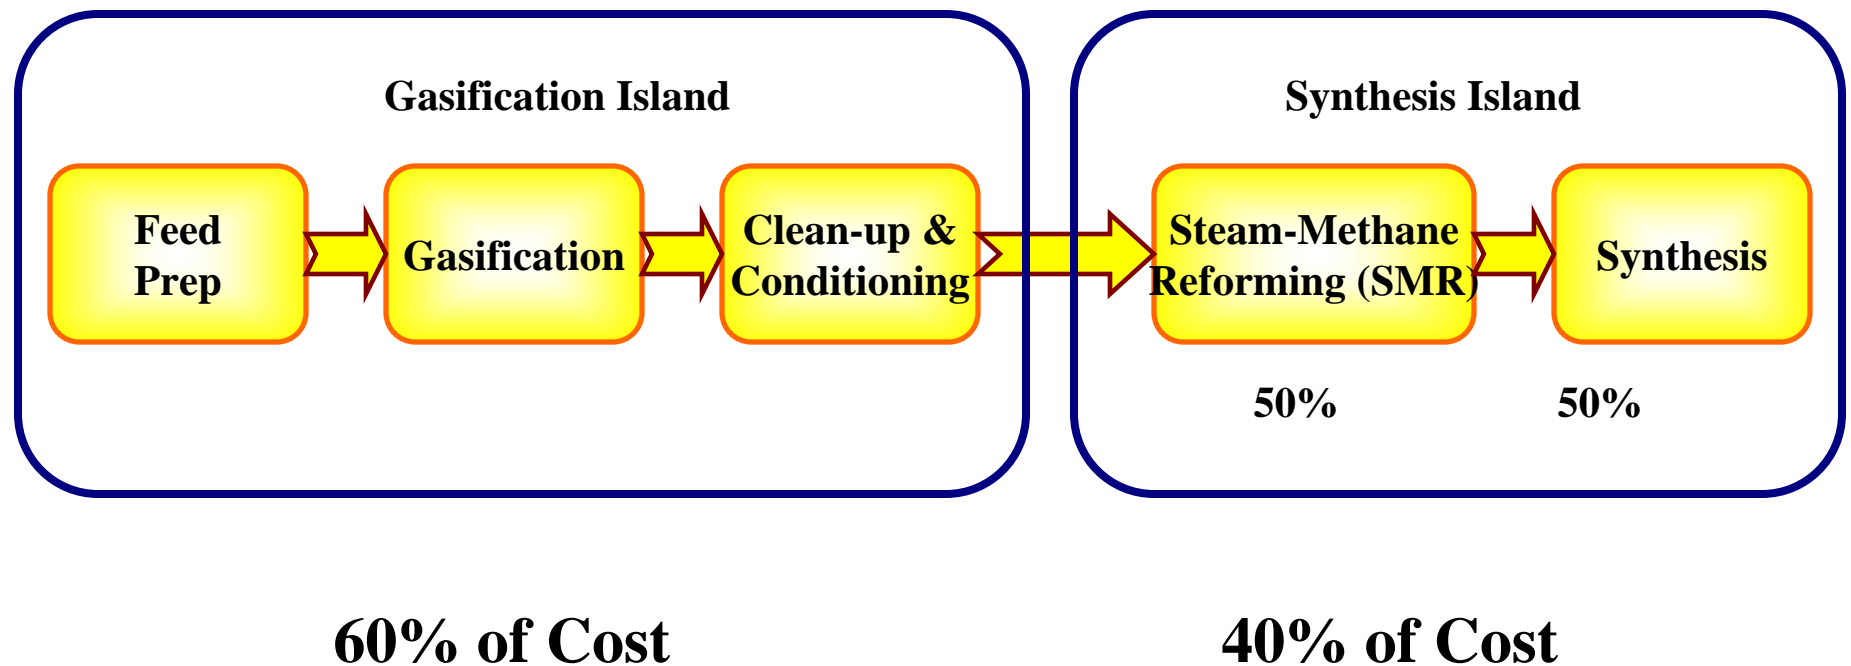 Gasification Island
Synthesis Island
Feed
Prep
Gasification
Clean-up &
Conditioning
Steam-Methane
Reforming (SMR)
Synthesis
50%
50%
60% of Cost
40% of Cost